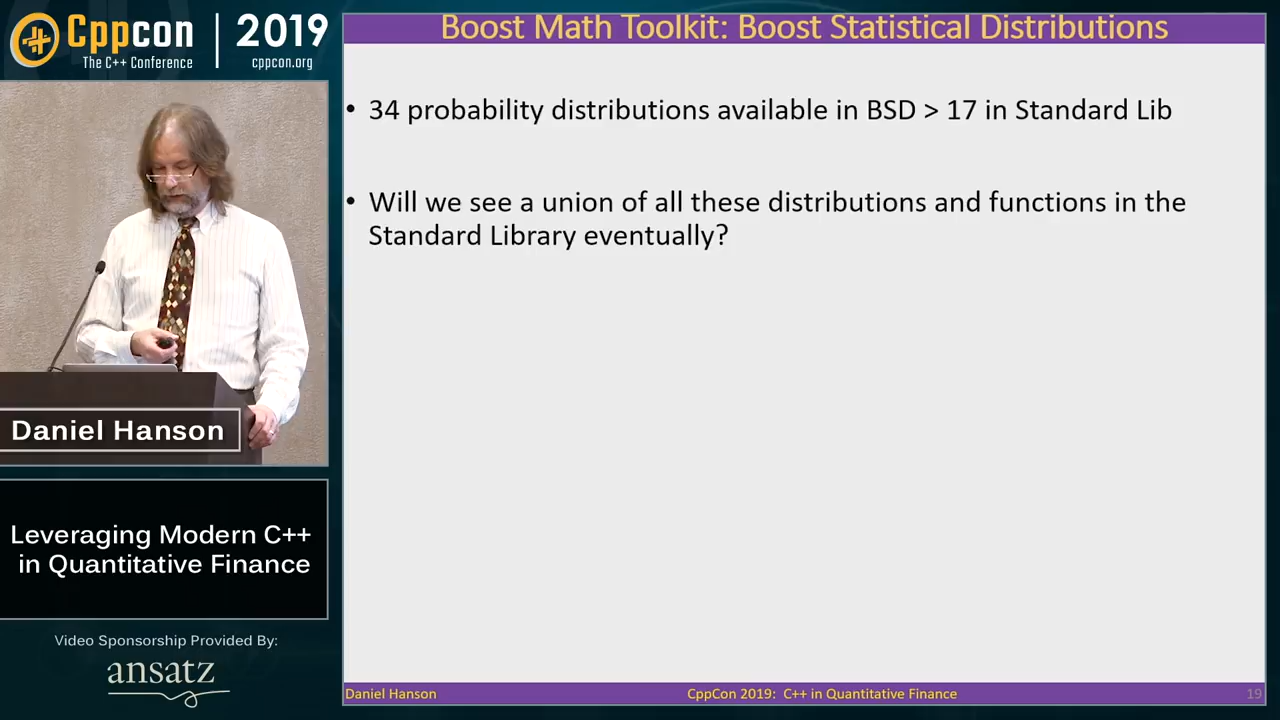 Cppcon
The C++ Conference
2019
cppcon.org
Daniel Hanson
Leveraging Modern C++
in Quantitative Finance
Video Sponsorship Provided By:
ansatz
Boost Math Toolkit: Boost Statistical Distributions
• 34 probability distributions available in BSD > 17 in Standard Lib
• Will we see a union of all these distributions and functions in the
Standard Library eventually?
Daniel Hanson
CppCon 2019: C++ in Quantitative Finance
19